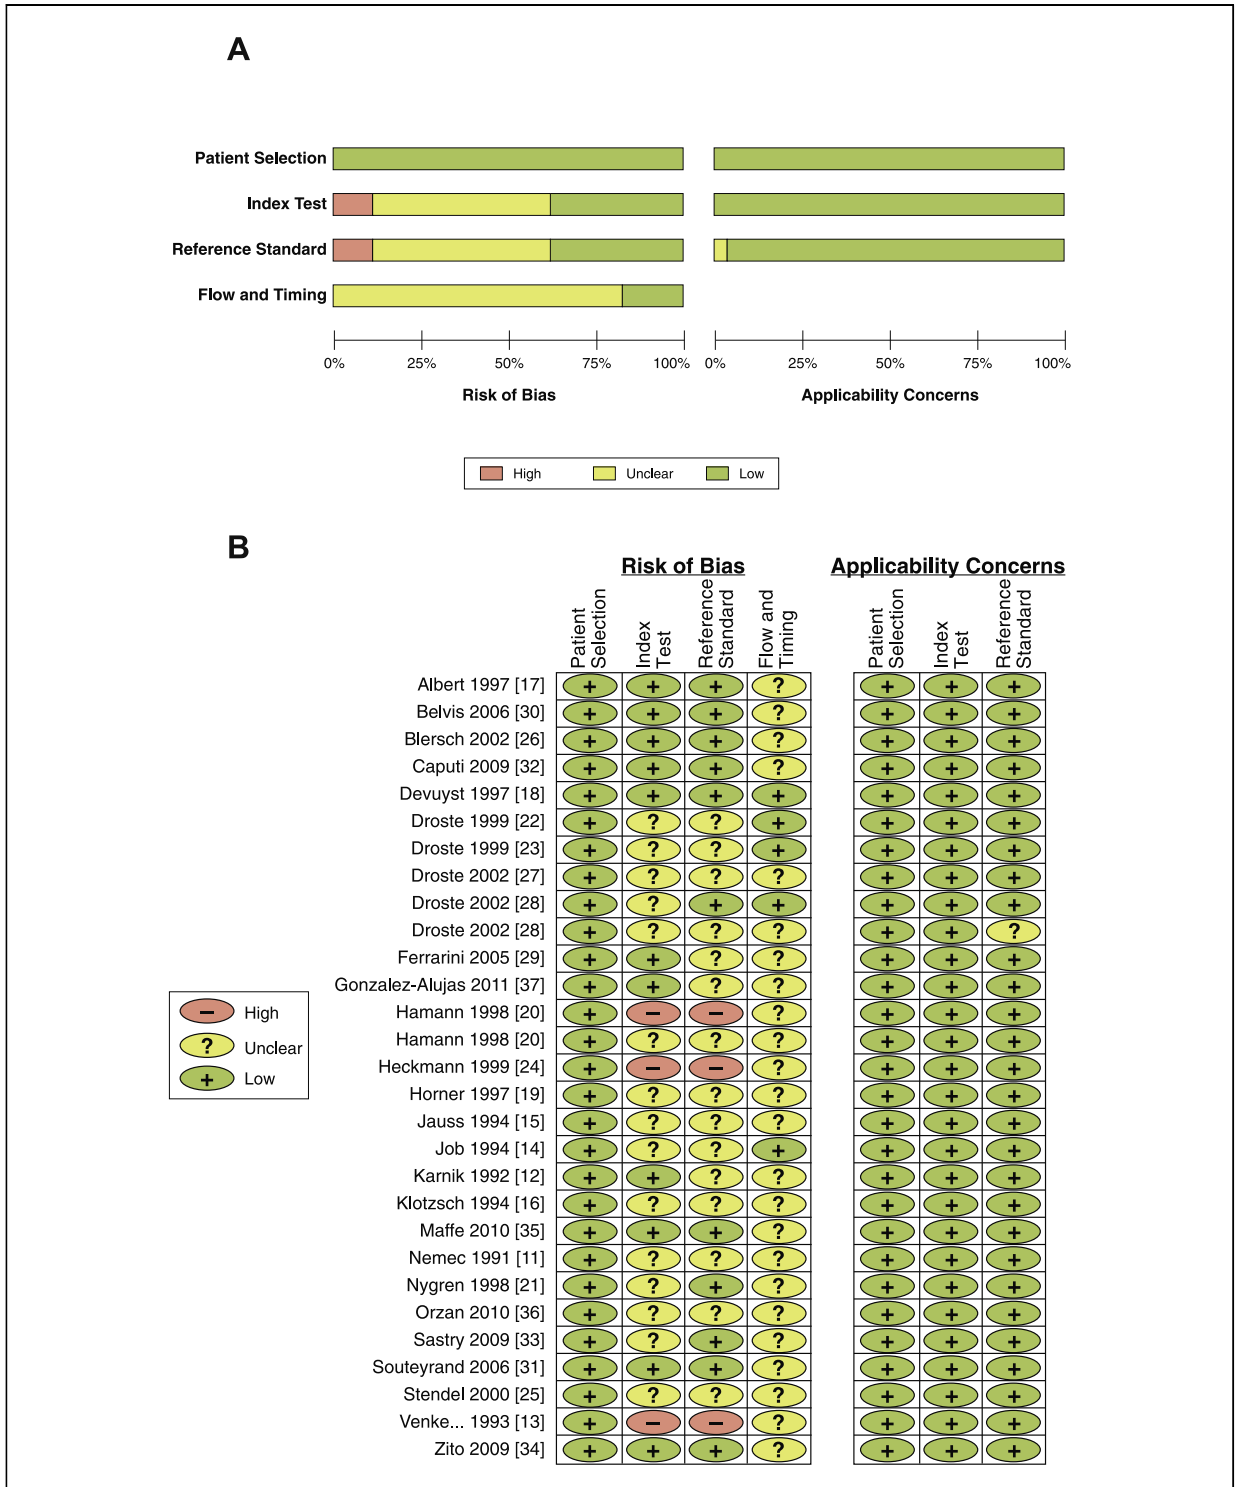 A
Patient Selection
Index Test
Reference Standard
Flow and Timing
0% 25% 50% 75% 100% 0% 25% 50% 75% 100%
Risk of Bias Applicability Concerns
High Unclear Low
B
Risk of Bias Applicability Concerns
Patient Selection Index Test Reference Standard Flow and Timing Patient Selection Index Test Reference Standard
Albert 1997 [17] + + + ? + + +
Belvis 2006 [30] + + + ? + + +
Blersch 2002 [26] + + + ? + + +
Caputi 2009 [32] + + + ? + + +
Devuyst 1997 [18] + + + + + + +
Droste 1999 [22] + ? ? + + + +
Droste 1999 [23] + ? ? + + + +
Droste 2002 [27] + ? ? ? + + +
Droste 2002 [28] + ? + + + + +
Droste 2002 [28] + ? ? ? + + ?
Ferrarini 2005 [29] + + ? ? + + +
Gonzalez-Alujas 2011 [37] + + ? ? + + +
Hamann 1998 [20] + − − ? + + +
Hamann 1998 [20] + ? ? ? + + +
Heckmann 1999 [24] + − − ? + + +
Horner 1997 [19] + ? ? ? + + +
Jauss 1994 [15] + ? ? ? + + +
Job 1994 [14] + ? ? + + + +
Karnik 1992 [12] + + ? ? + + +
Klotzsch 1994 [16] + ? ? ? + + +
Maffe 2010 [35] + + + ? + + +
Nemec 1991 [11] + ? ? ? + + +
Nygren 1998 [21] + ? + ? + + +
Orzan 2010 [36] + ? ? ? + + +
Sastry 2009 [33] + ? + ? + + +
Souteyrand 2006 [31] + + + ? + + +
Stendel 2000 [25] + ? ? ? + + +
Venke... 1993 [13] + − − ? + + +
Zito 2009 [34] + + + ? + + +
− High
? Unclear
+ Low